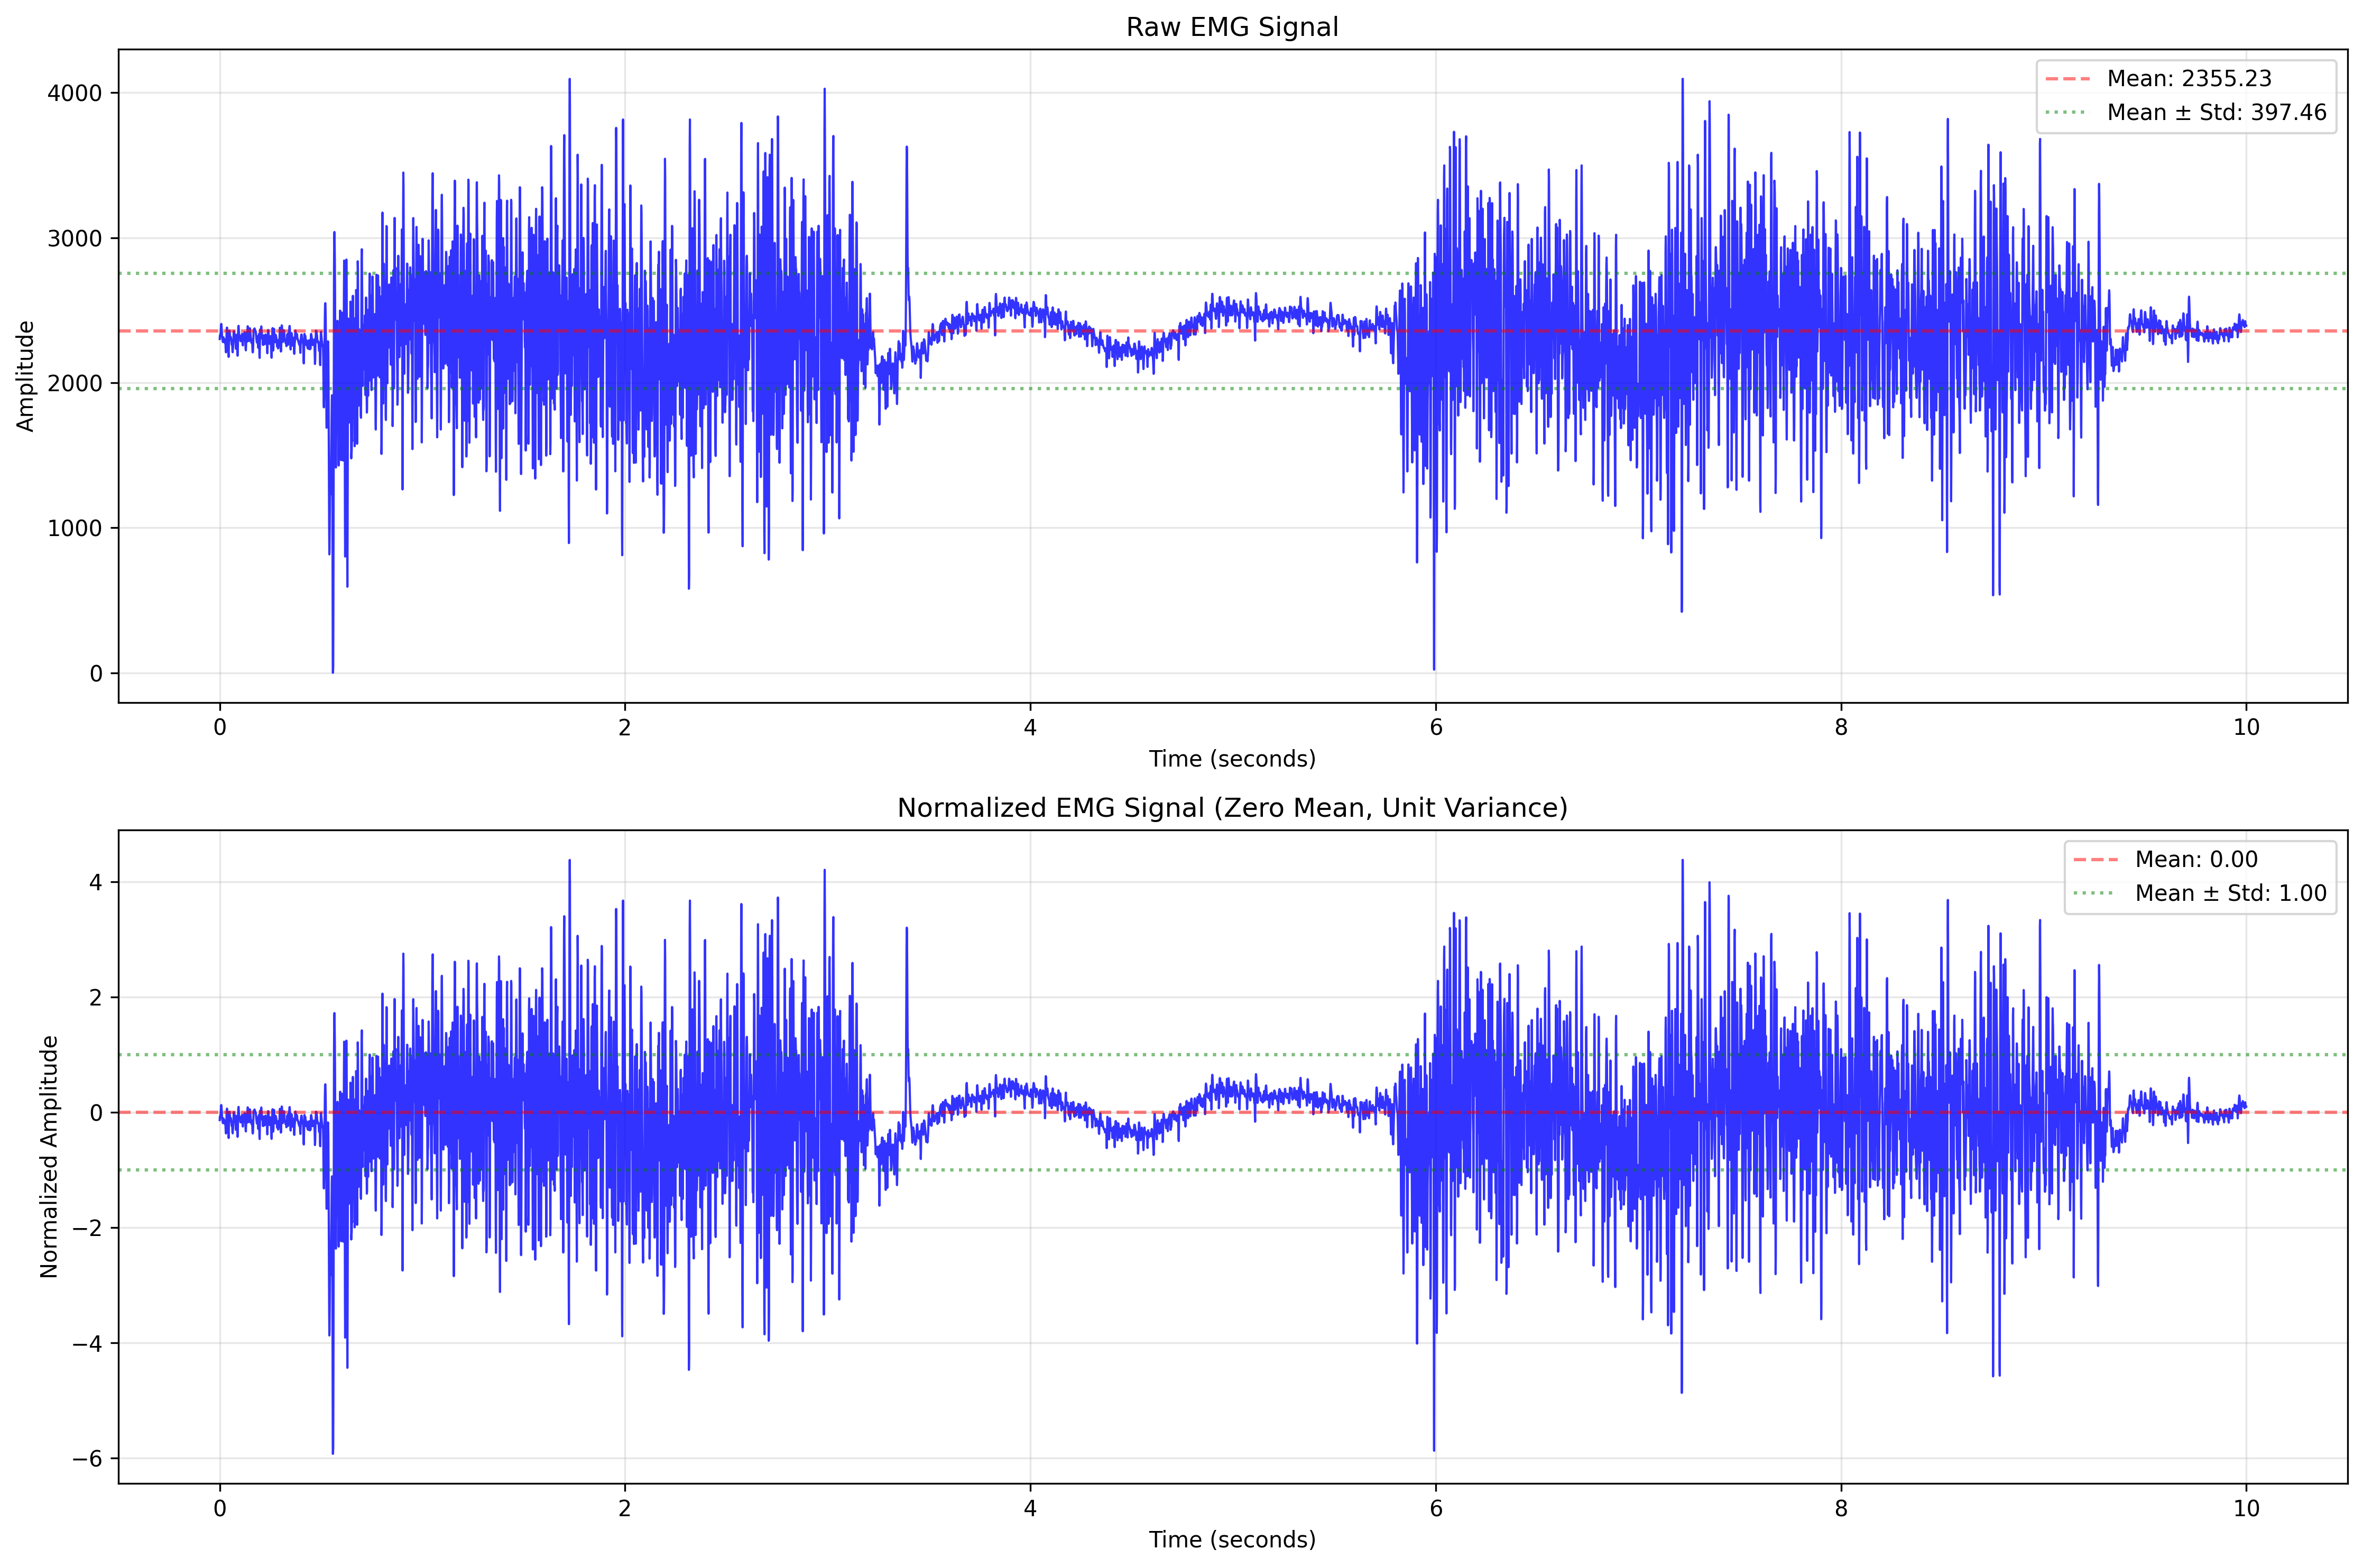 Raw EMG Signal
Mean: 2355.23
Mean ± Std: 397.46
4000
3000
2000
1000
0
Amplitude
0 2 4 6 8 10
Time (seconds)
Normalized EMG Signal (Zero Mean, Unit Variance)
Mean: 0.00
Mean ± Std: 1.00
4
2
0
−2
−4
−6
Normalized Amplitude
0 2 4 6 8 10
Time (seconds)